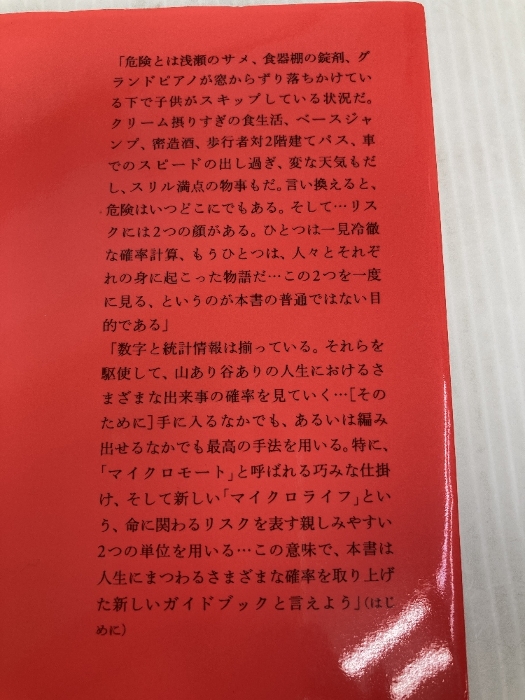 「危険とは浅瀬のサメ、食器棚の錠剤、グ
ランドピアノが窓からずり落ちかけてい
る下で子供がスキップしている状況だ。
クリーム摂りすぎの食生活、ベースジャ
ンプ、密造酒、歩行者対2階建てバス、車
でのスピードの出し過ぎ、変な天気もだ
し、スリル満点の物事もだ。言い換えると、
危険はいつどこにでもある。そして…リス
クには2つの顔がある。ひとつは一見冷徹
な確率計算、もうひとつは、人々とそれぞ
れの身に起こった物語だ…この2つを一度
に見る、というのが本書の普通ではない目
的である」
「数字と統計情報は揃っている。それらを
駆使して、山あり谷ありの人生におけるさ
まざまな出来事の確率を見ていく…[その
ために]手に入るなかでも、あるいは編み
出せるなかでも最高の手法を用いる。特に、
「マイクロモート」と呼ばれる巧みな仕掛
け、そして新しい「マイクロライフ」とい
う、命に関わるリスクを表す親しみやすい
2つの単位を用いる…この意味で、本書は
人生にまつわるさまざまな確率を取り上げ
た新しいガイドブックと言えよう」(はじ
めに)